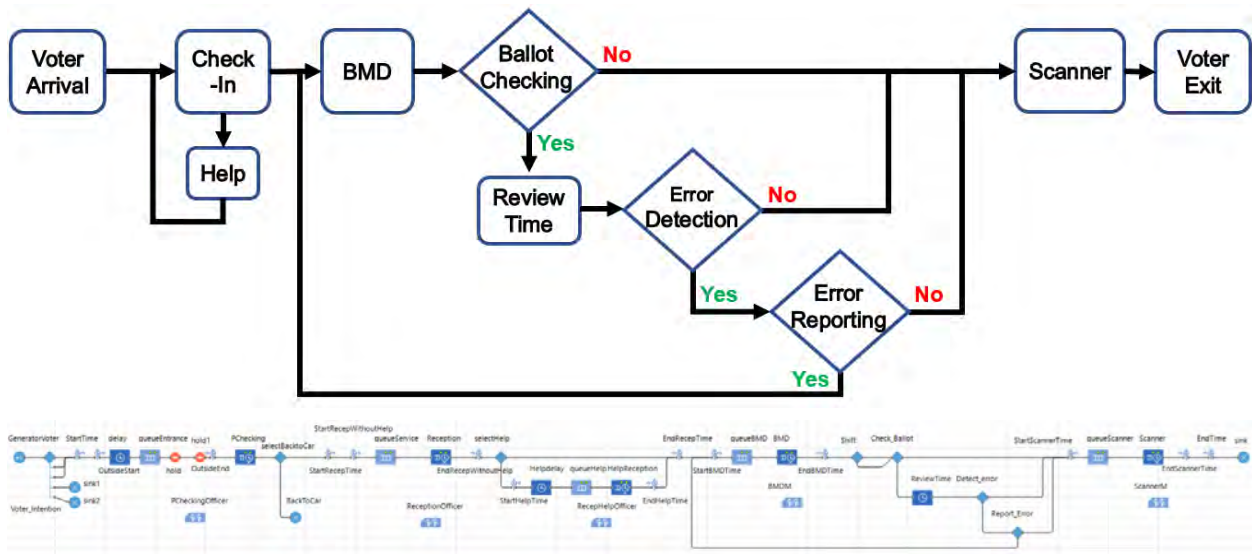 Voter
Arrival
Check
-In
Help
BMD
Ballot
Checking
No
Yes
Review
Time
Error
Detection
No
Yes
Error
Reporting
No
Yes
Scanner
Voter
Exit
GeneratorVoter
StartTime
delay
queueEntrance
hold1
PChecking
selectBacktoCar
StartRecepWithoutHelp
queueService
Reception
selectHelp
EndRecepTime
queueBMD
BMD
Shift
Check_Ballot
StartScannerTime
queueScanner
Scanner
EndTime
sink
OutsideStart
hold
OutsideEnd
StartRecepTime
EndRecepWithoutHelp
Helpdelay
queueHelp
HelpReception
StartBMDTime
EndBMDTime
EndScannerTime
sink1
sink2
Voter_Intention
PCheckingOfficer
BackToCar
ReceptionOfficer
StartHelpTime
RecepHelpOfficer
EndHelpTime
BMDM
ReviewTime
Detect_error
Report_Error
ScannerM